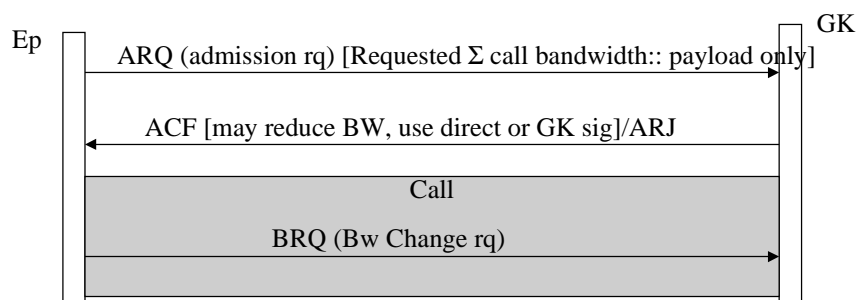 Ep
GK
ARQ (admission rq) [Requested Σ call bandwidth:: payload only]
ACF [may reduce BW, use direct or GK sig]/ARJ
Call
BRQ (Bw Change rq)